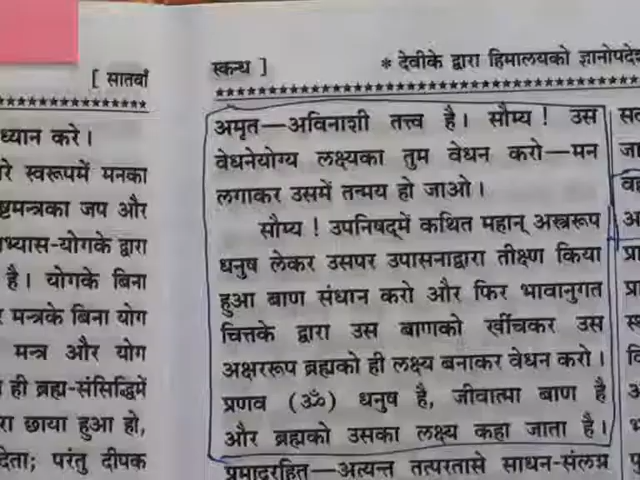 [ सातवाँ
ध्यान करे।
स्वरूपमें मनका
जप और
योगके द्वारा
है। योगके बिना
मन्त्रके बिना योग
मन्त्र और योग
ही ब्रह्म-संसिद्धिमें
छाया हुआ हो,
परंतु दीपक
स्कन्ध ]
* देवीके द्वारा हिमालयको
अमृत—अविनाशी तत्त्व है। सौम्य! उस
वेधनेयोग्य लक्ष्यका तुम वेधन करो—मन
लगाकर उसमें तन्मय हो जाओ।
सौम्य! उपनिषद्‌में कथित महान् अस्त्ररूप
धनुष लेकर उसपर उपासनाद्वारा तीक्ष्ण किया
हुआ बाण संधान करो और फिर भावानुगत
चित्तके द्वारा उस बाणको खींचकर उस
अक्षररूप ब्रह्मको ही लक्ष्य बनाकर वेधन करो।
प्रणव (ॐ) धनुष है, जीवात्मा बाण है
और ब्रह्मको उसका लक्ष्य कहा जाता है।
प्रमादरहित—अत्यन्त तत्परतासे साधन-संलग्न